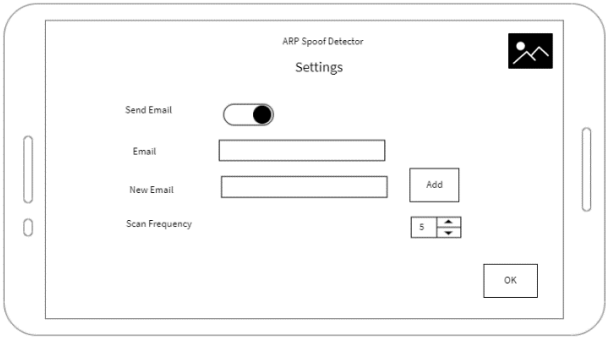 ARP Spoof Detector
Settings
Send Email
Email
New Email
Add
Scan Frequency
5
OK